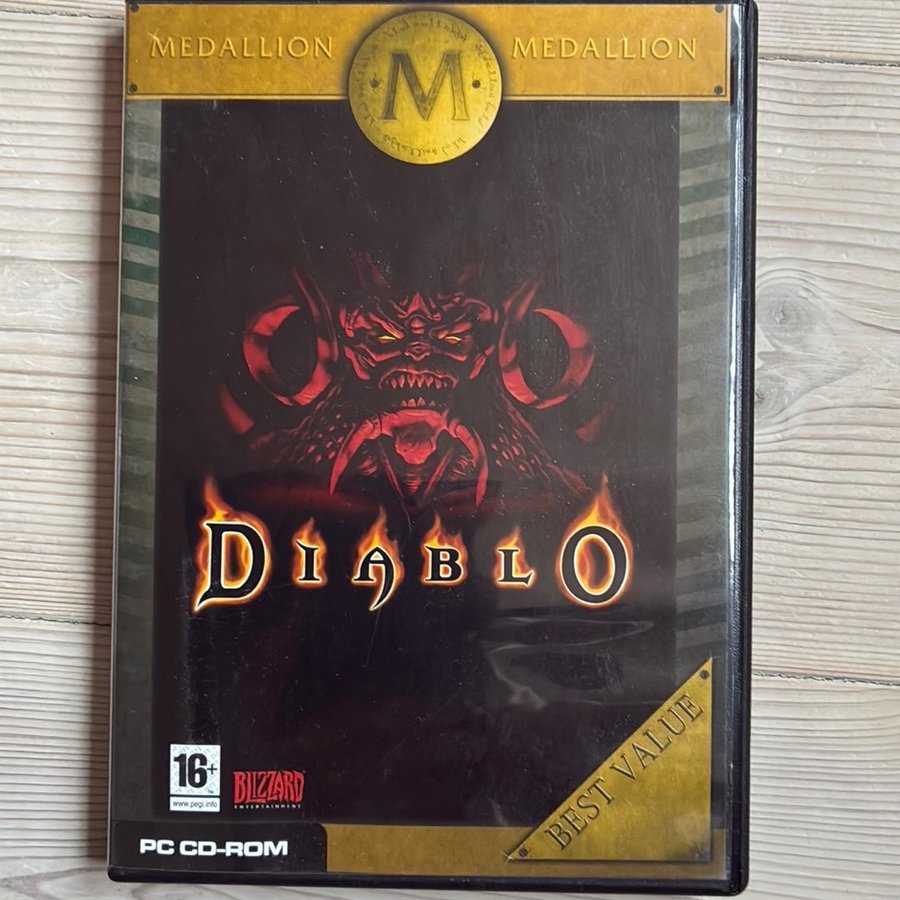 MEDALLION M MEDALLION
DIABLO
BEST VALUE
16+
www.pegi.info
BLIZZARD
ENTERTAINMENT
PC CD-ROM